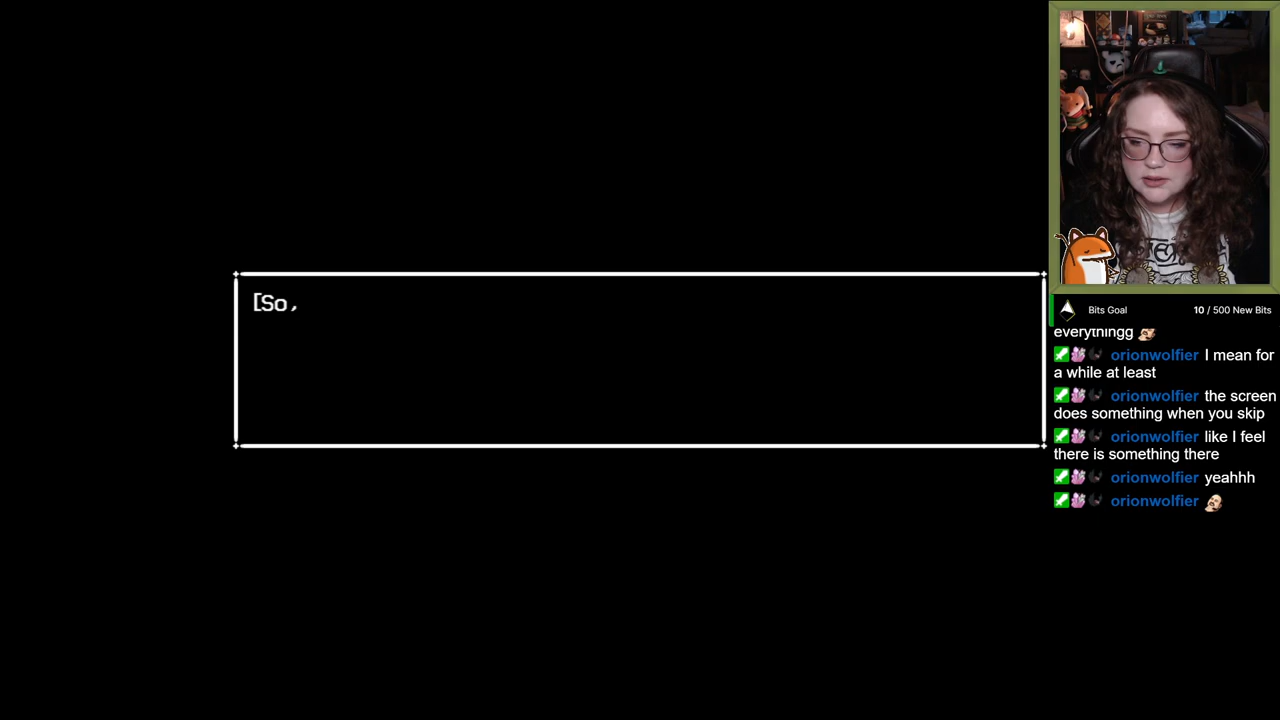 [So,
Bits Goal
10 / 500 New Bits
everythingg
orionwolfier I mean for
a while at least
orionwolfier the screen
does something when you skip
orionwolfier like I feel
there is something there
orionwolfier yeahhh
orionwolfier